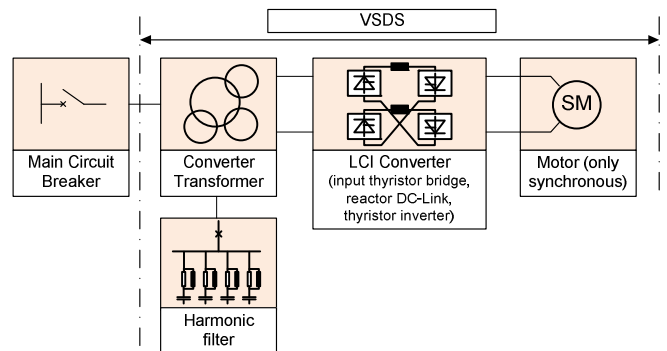 VSDS
SM
Main Circuit
Breaker
Converter
Transformer
LCI Converter
(input thyristor bridge,
reactor DC-Link,
thyristor inverter)
Motor (only
synchronous)
Harmonic
filter